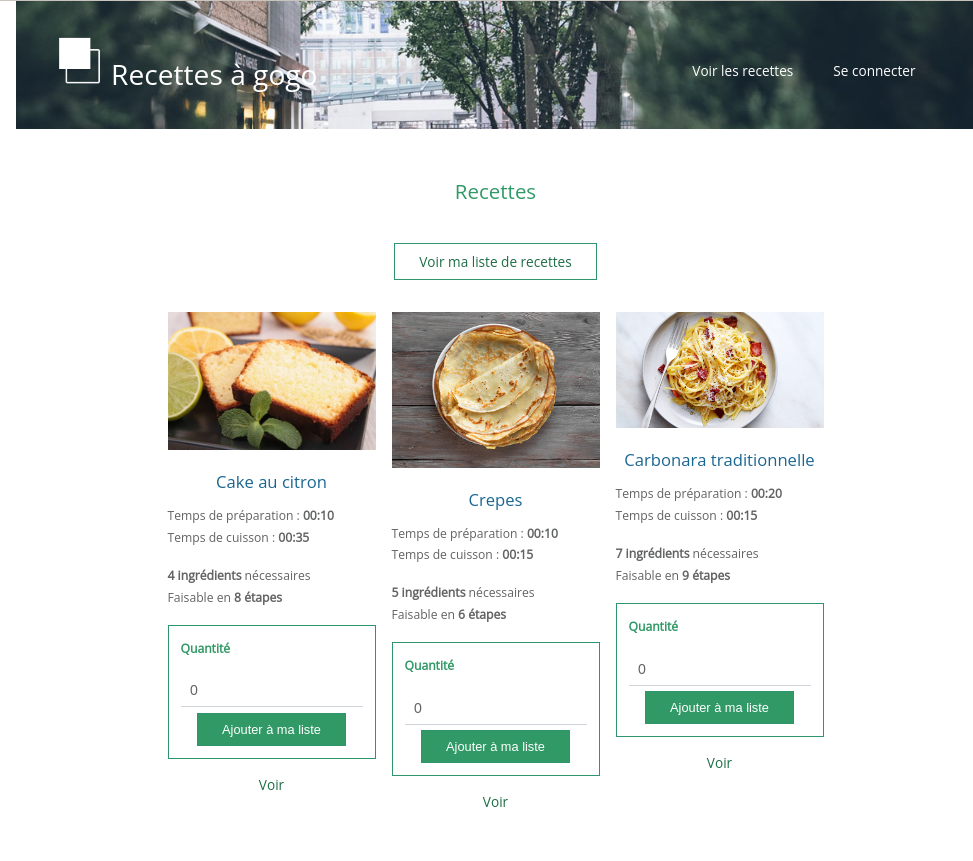 Recettes à gogo
Voir les recettes
Se connecter
Recettes
Voir ma liste de recettes
Cake au citron
Temps de préparation : 00:10
Temps de cuisson : 00:35
4 ingrédients nécessaires
Faisable en 8 étapes
Quantité
0
Ajouter à ma liste
Voir
Crepes
Temps de préparation : 00:10
Temps de cuisson : 00:15
5 ingrédients nécessaires
Faisable en 6 étapes
Quantité
0
Ajouter à ma liste
Voir
Carbonara traditionnelle
Temps de préparation : 00:20
Temps de cuisson : 00:15
7 ingrédients nécessaires
Faisable en 9 étapes
Quantité
0
Ajouter à ma liste
Voir